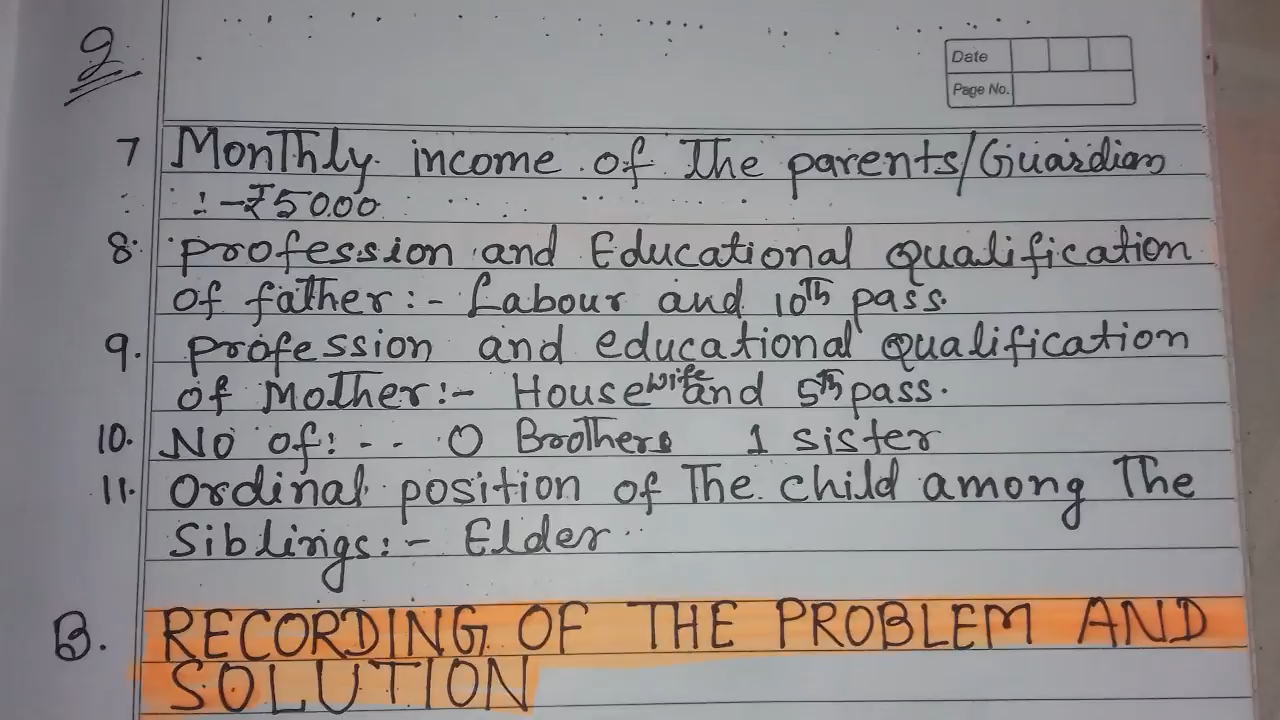 2
Date
Page No.
7 Monthly income of The parents/Guardian
:-₹5000
8. profession and Educational qualification
of father:- Labour and 10Th pass.
9. profession and educational qualification
of Mother:- Housewife and 5Th pass.
10. No of:-- 0 Brothers 1 sister
11. Ordinal position of The child among The
Siblings:- Elder.
B. RECORDING OF THE PROBLEM AND
SOLUTION